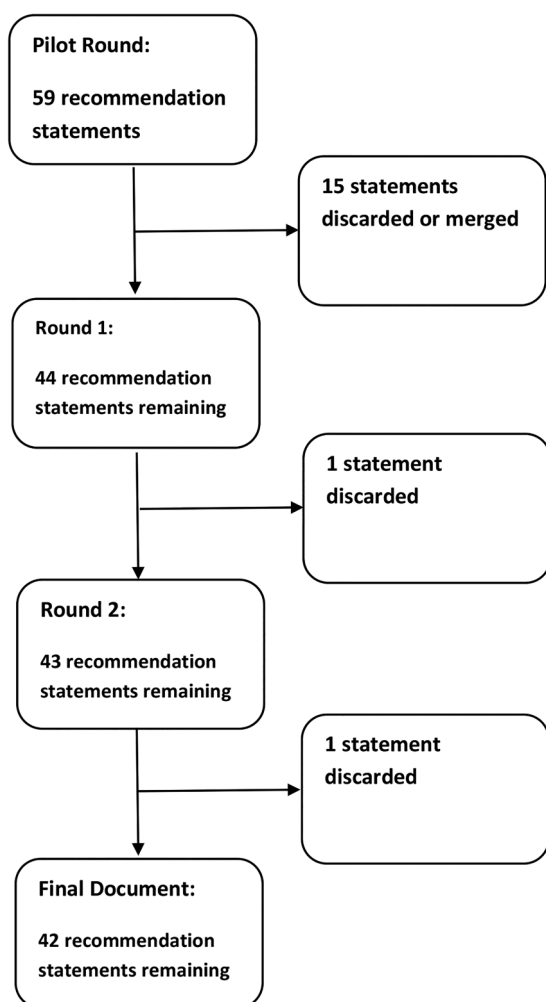 Pilot Round:
59 recommendation
statements
15 statements
discarded or merged
Round 1:
44 recommendation
statements remaining
1 statement
discarded
Round 2:
43 recommendation
statements remaining
1 statement
discarded
Final Document:
42 recommendation
statements remaining